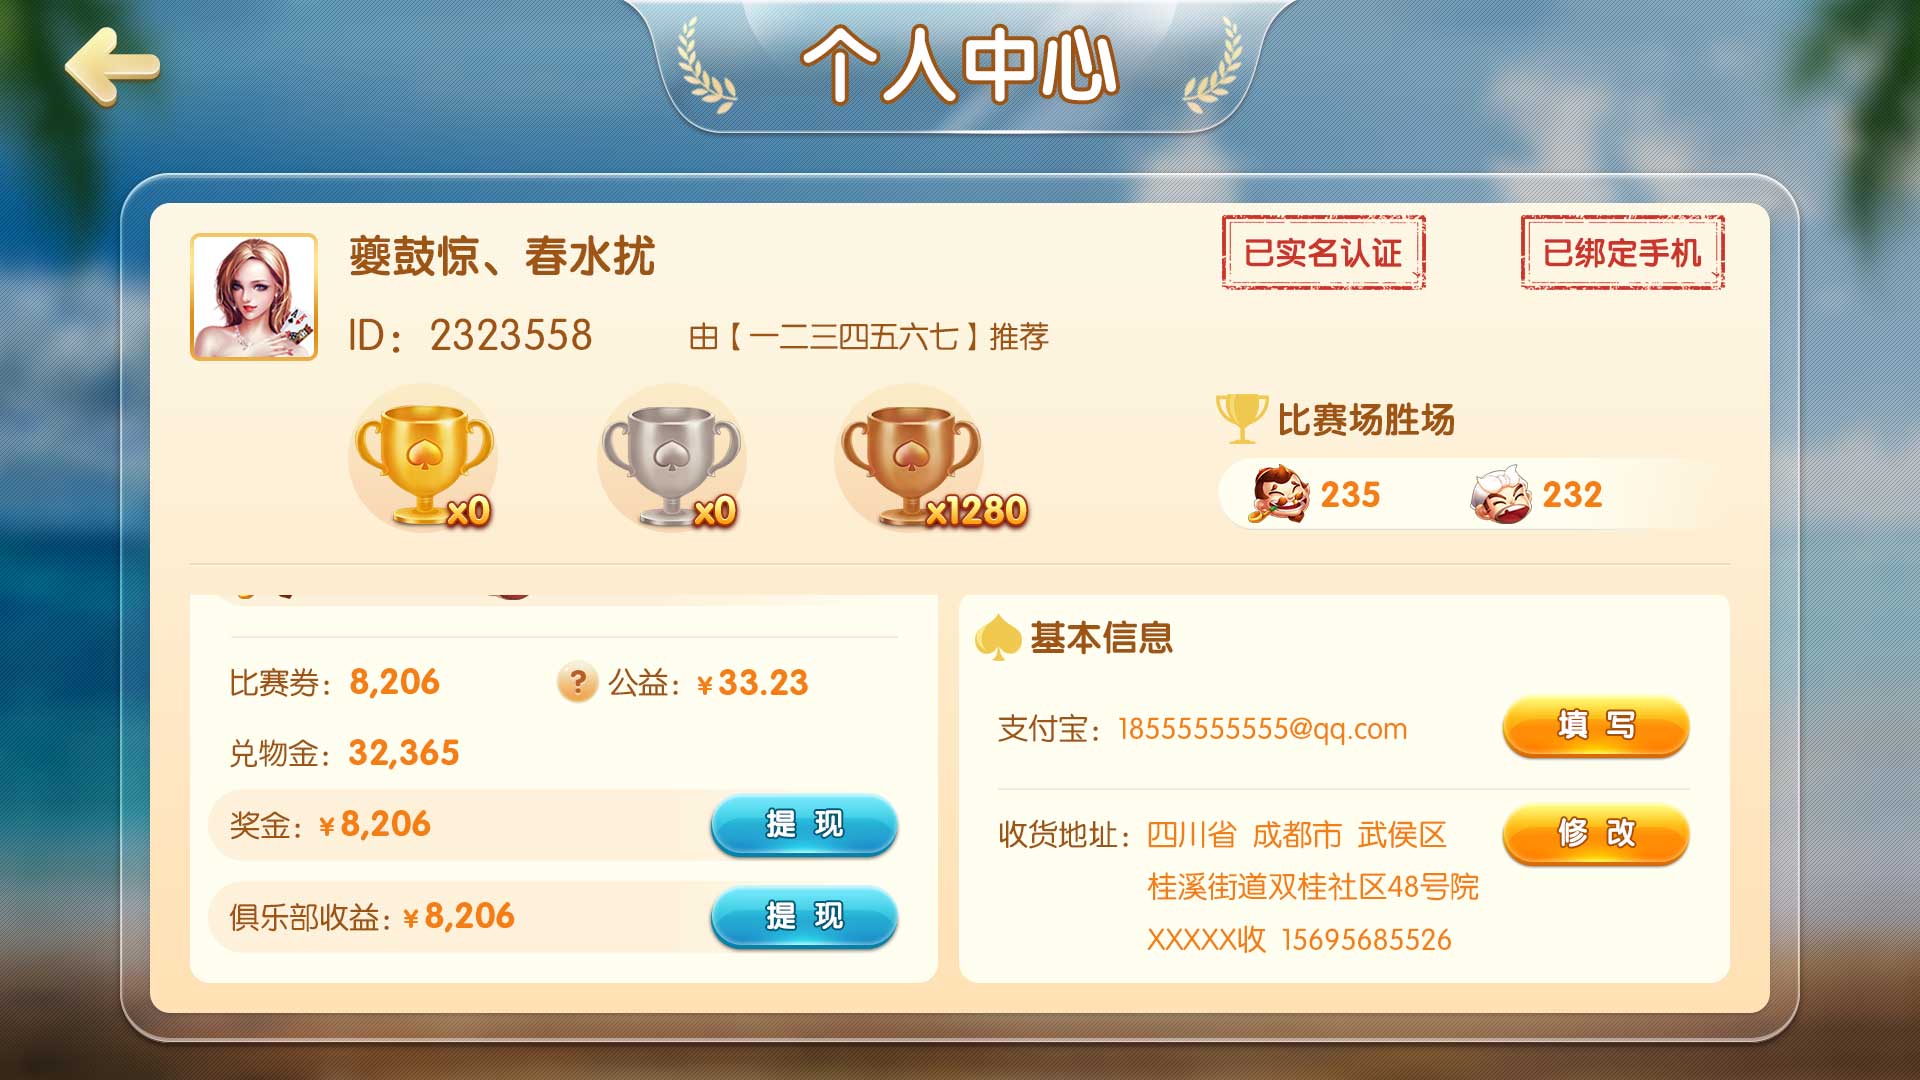 个人中心
夔鼓惊、春水扰
已实名认证
已绑定手机
ID：2323558
由【一二三四五六七】推荐
x0
x0
x1280
比赛场胜场
235
232
比赛券：8,206
? 公益：¥33.23
兑物金：32,365
奖金：¥8,206
提 现
俱乐部收益：¥8,206
提 现
基本信息
支付宝：18555555555@qq.com
填 写
收货地址：四川省 成都市 武侯区
桂溪街道双桂社区48号院
XXXXX收 15695685526
修 改